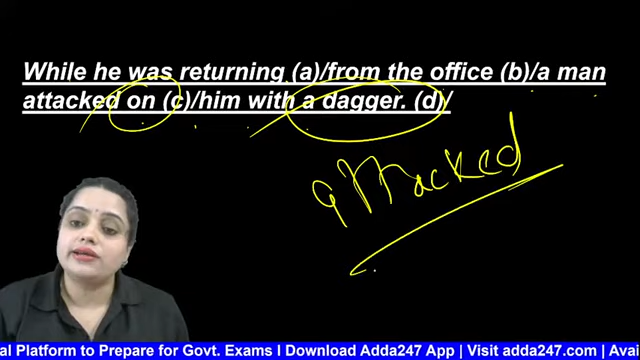 While he was returning (a)/from the office (b)/a man
attacked on (c)/him with a dagger. (d)/
attacked
al Platform to Prepare for Govt. Exams I Download Adda247 App | Visit adda247.com | Avai